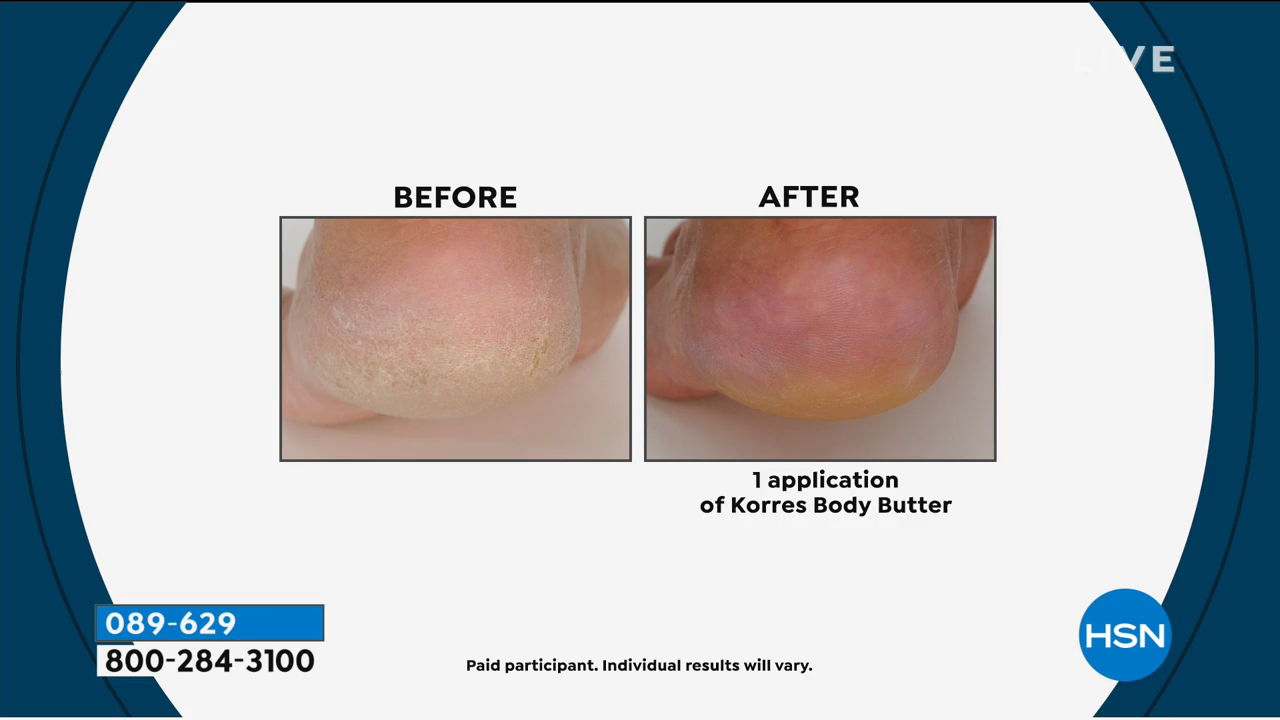 LIVE
BEFORE
AFTER
1 application
of Korres Body Butter
089-629
800-284-3100
Paid participant. Individual results will vary.
HSN